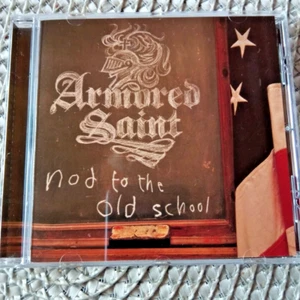 Armored
Saint
nod to the
old school